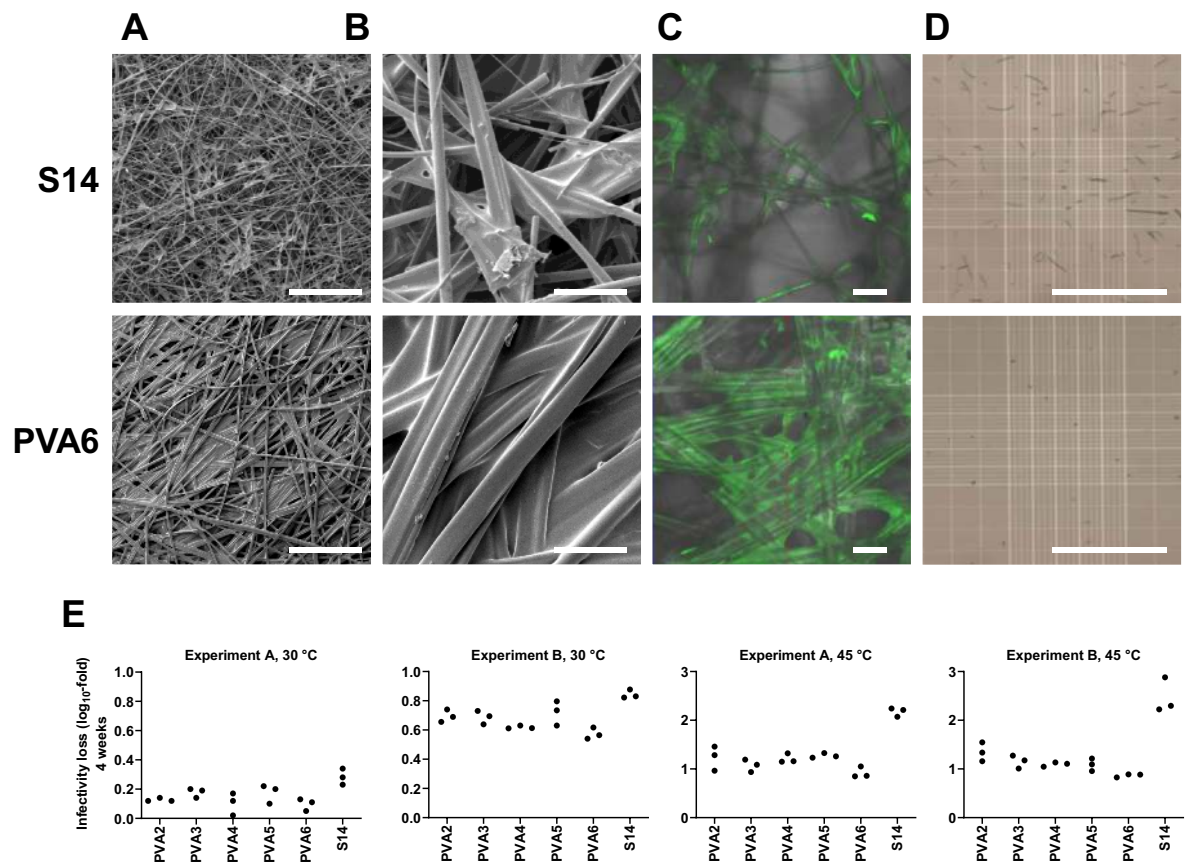 A B C D
S14
PVA6
E
Experiment A, 30 °C
Infectivity loss (log10-fold)
4 weeks
1.0
0.8
0.6
0.4
0.2
0.0
PVA2 PVA3 PVA4 PVA5 PVA6 S14
Experiment B, 30 °C
1.0
0.8
0.6
0.4
0.2
0.0
PVA2 PVA3 PVA4 PVA5 PVA6 S14
Experiment A, 45 °C
3
2
1
0
PVA2 PVA3 PVA4 PVA5 PVA6 S14
Experiment B, 45 °C
3
2
1
0
PVA2 PVA3 PVA4 PVA5 PVA6 S14